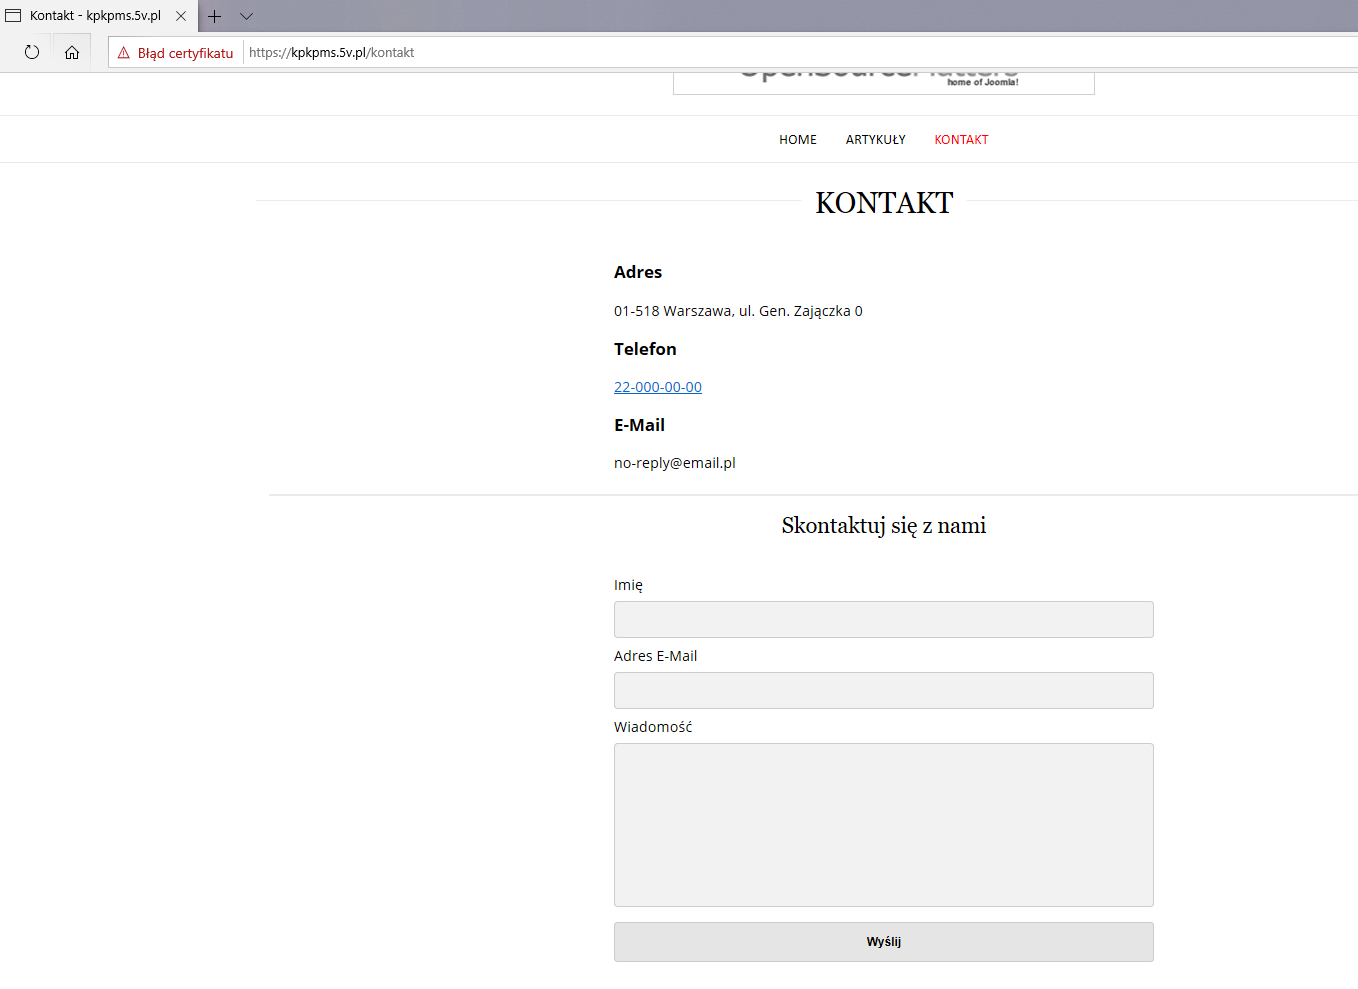 Kontakt - kpkpms.5v.pl
Błąd certyfikatu https://kpkpms.5v.pl/kontakt
OpenSourceMatters
home of Joomla!
HOME ARTYKUŁY KONTAKT
KONTAKT
Adres
01-518 Warszawa, ul. Gen. Zajączka 0
Telefon
22-000-00-00
E-Mail
no-reply@email.pl
Skontaktuj się z nami
Imię
Adres E-Mail
Wiadomość
Wyślij